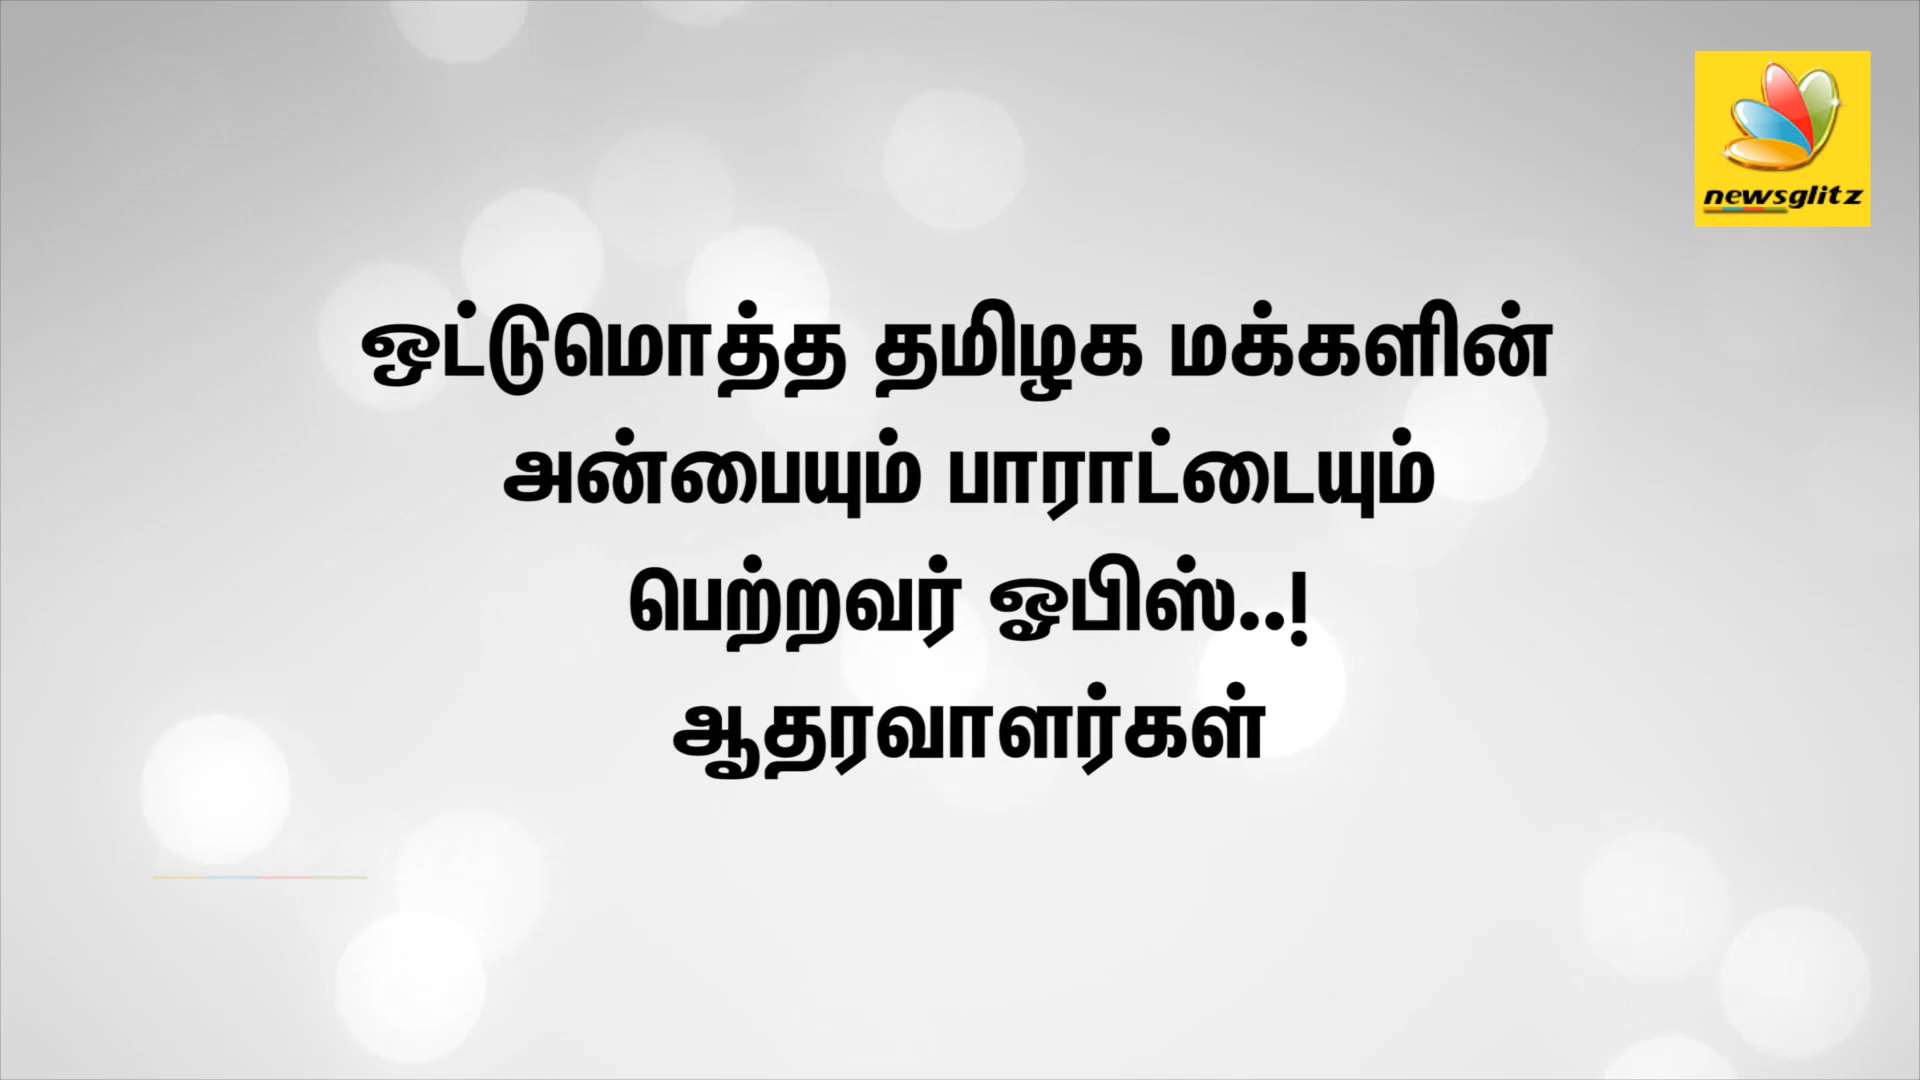 newsglitz
ஒட்டுமொத்த தமிழக மக்களின்
அன்பையும் பாராட்டையும்
பெற்றவர் ஓபிஸ்..!
ஆதரவாளர்கள்